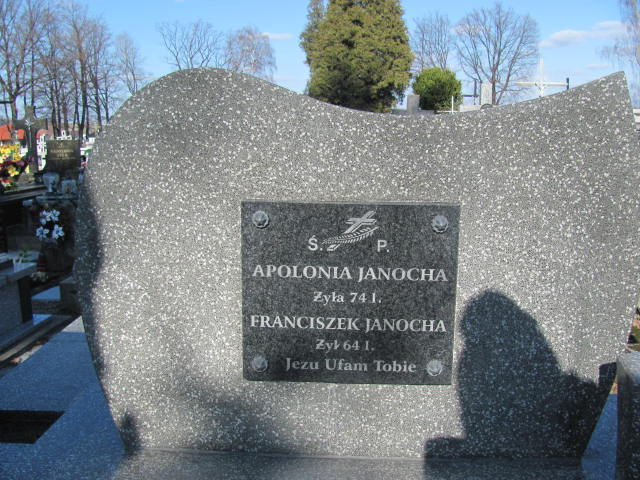 Ś. P.
APOLONIA JANOCHA
Żyła 74 l.
FRANCISZEK JANOCHA
Żył 64 l.
Jezu Ufam Tobie